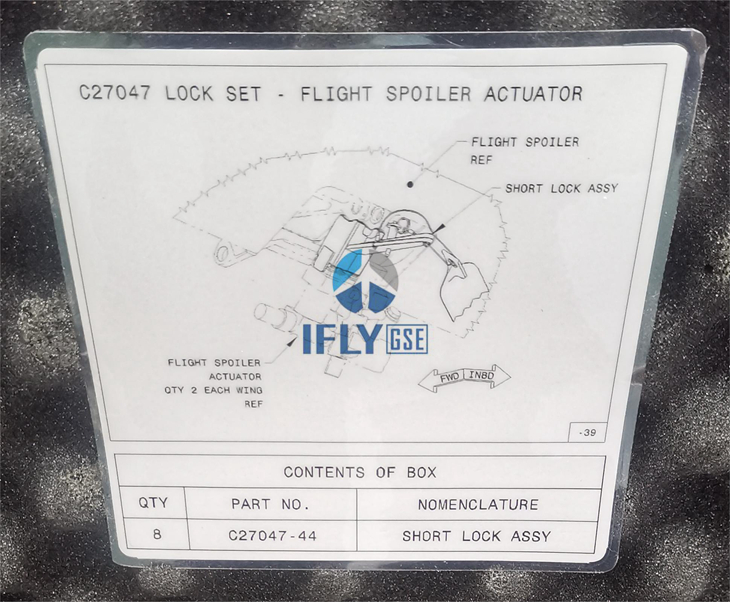 C27047 LOCK SET - FLIGHT SPOILER ACTUATOR
FLIGHT SPOILER
REF
SHORT LOCK ASSY
IFLY GSE
FLIGHT SPOILER
ACTUATOR
QTY 2 EACH WING
REF
FWD INBD
-39
CONTENTS OF BOX
QTY PART NO. NOMENCLATURE
8 C27047-44 SHORT LOCK ASSY